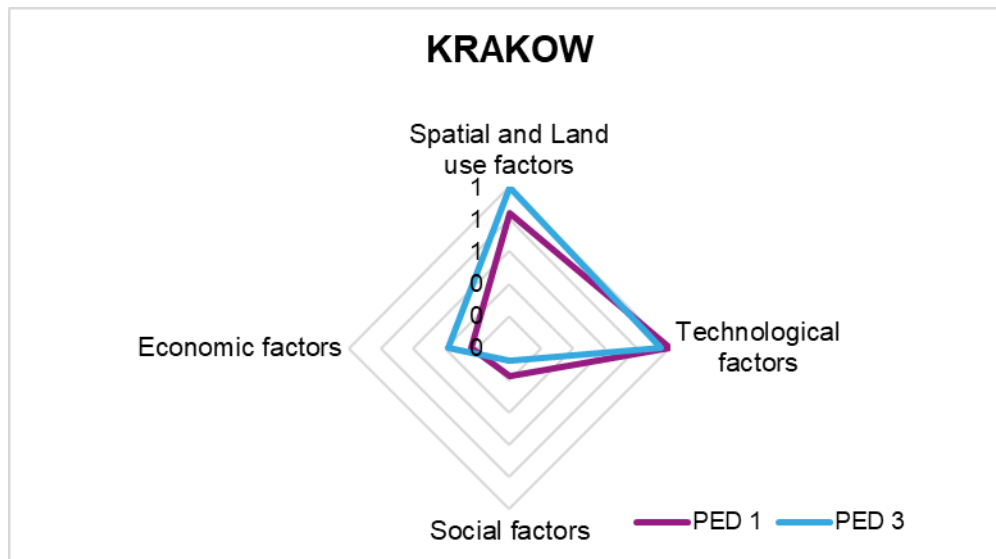 KRAKOW
Spatial and Land
use factors
1
1
1
0
0
0
Economic factors
Technological
factors
Social factors
PED 1
PED 3